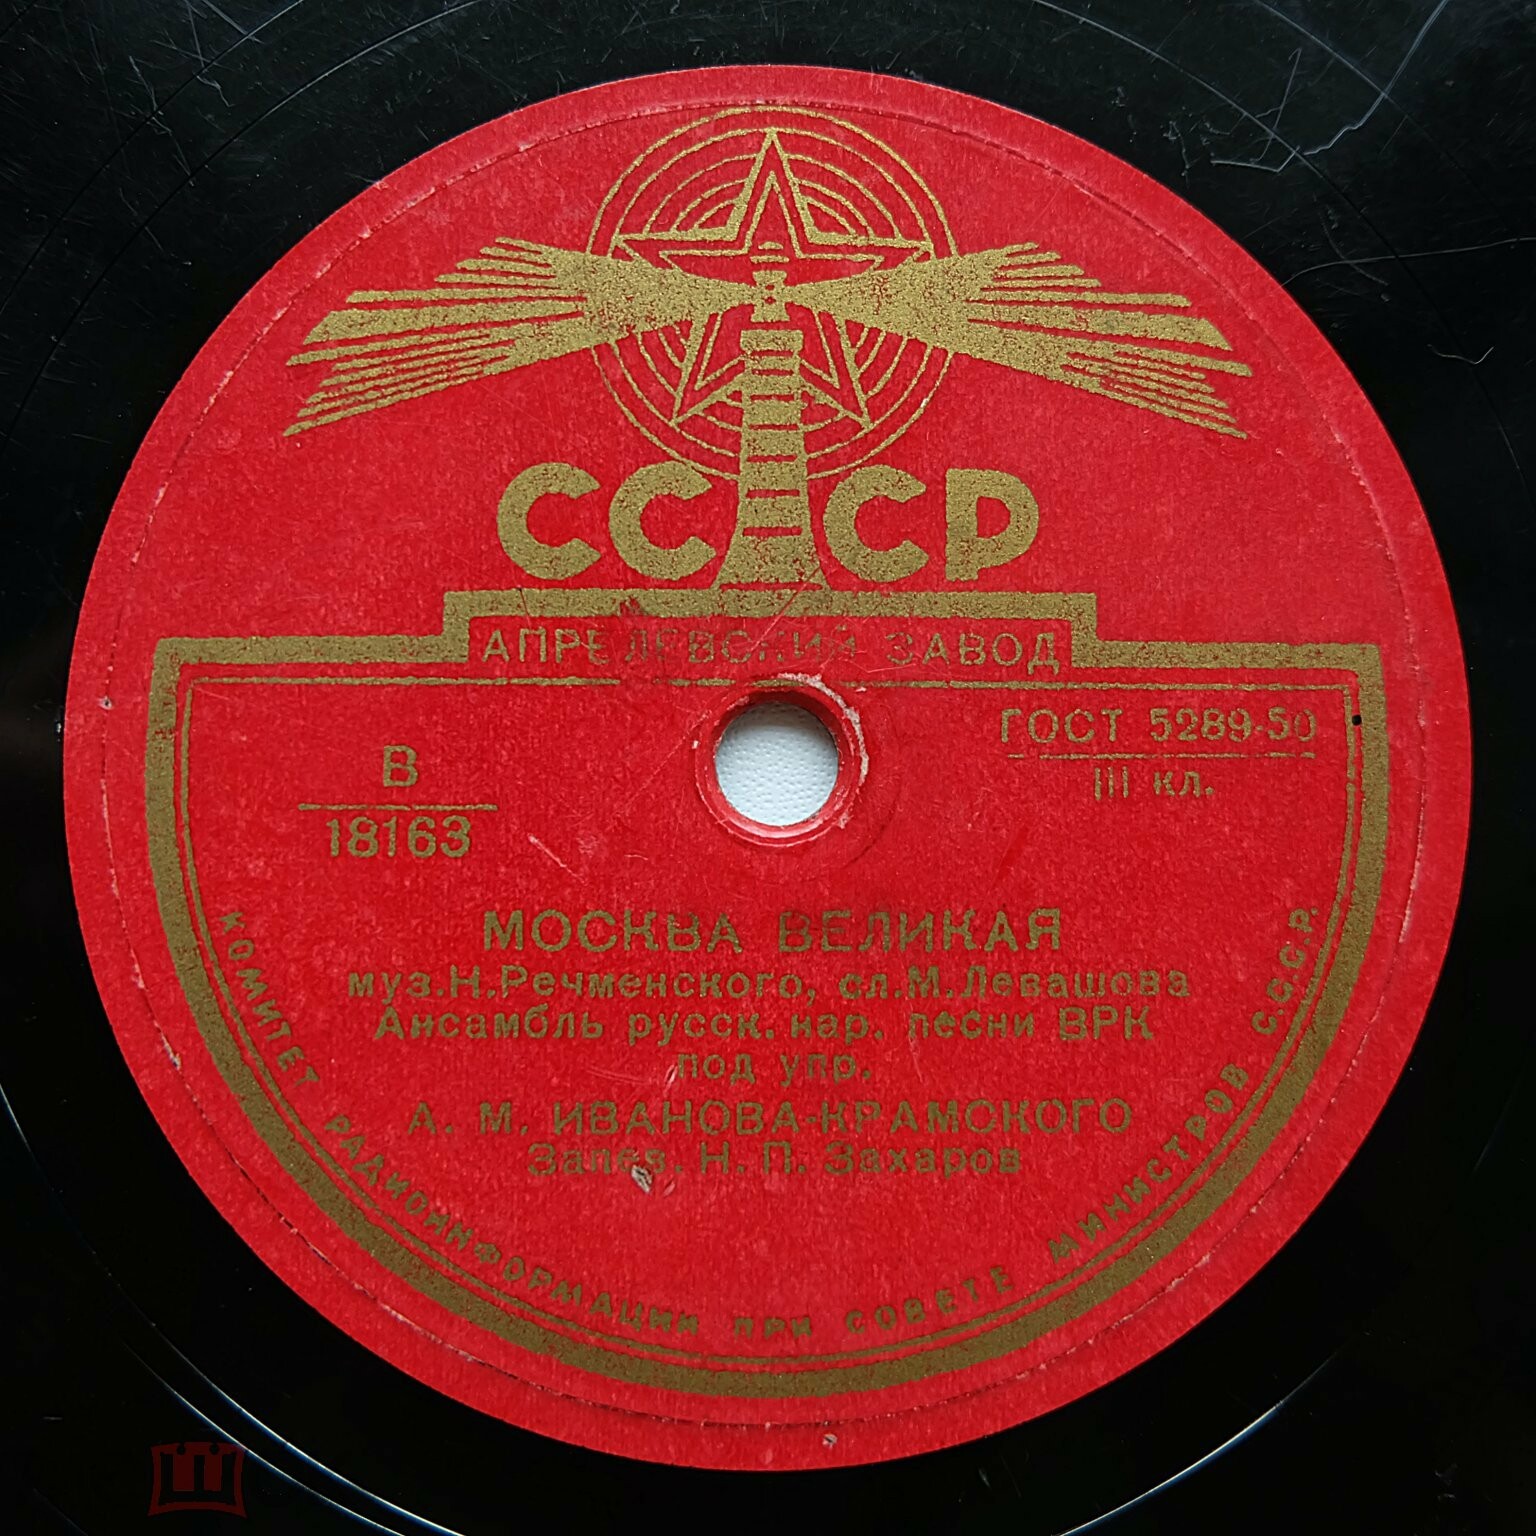 СССР
АПРЕЛЕВСКИЙ ЗАВОД
ГОСТ 5289-50
III кл.
В
18163
МОСКВА ВЕЛИКАЯ
муз.Н.Речменского, сл.М.Левашова
Ансамбль русск. нар. песни ВРК
под упр.
А. М. ИВАНОВА-КРАМСКОГО
Запев. Н. П. Захаров
КОМИТЕТ РАДИОИНФОРМАЦИИ ПРИ СОВЕТЕ МИНИСТРОВ С.С.С.Р.